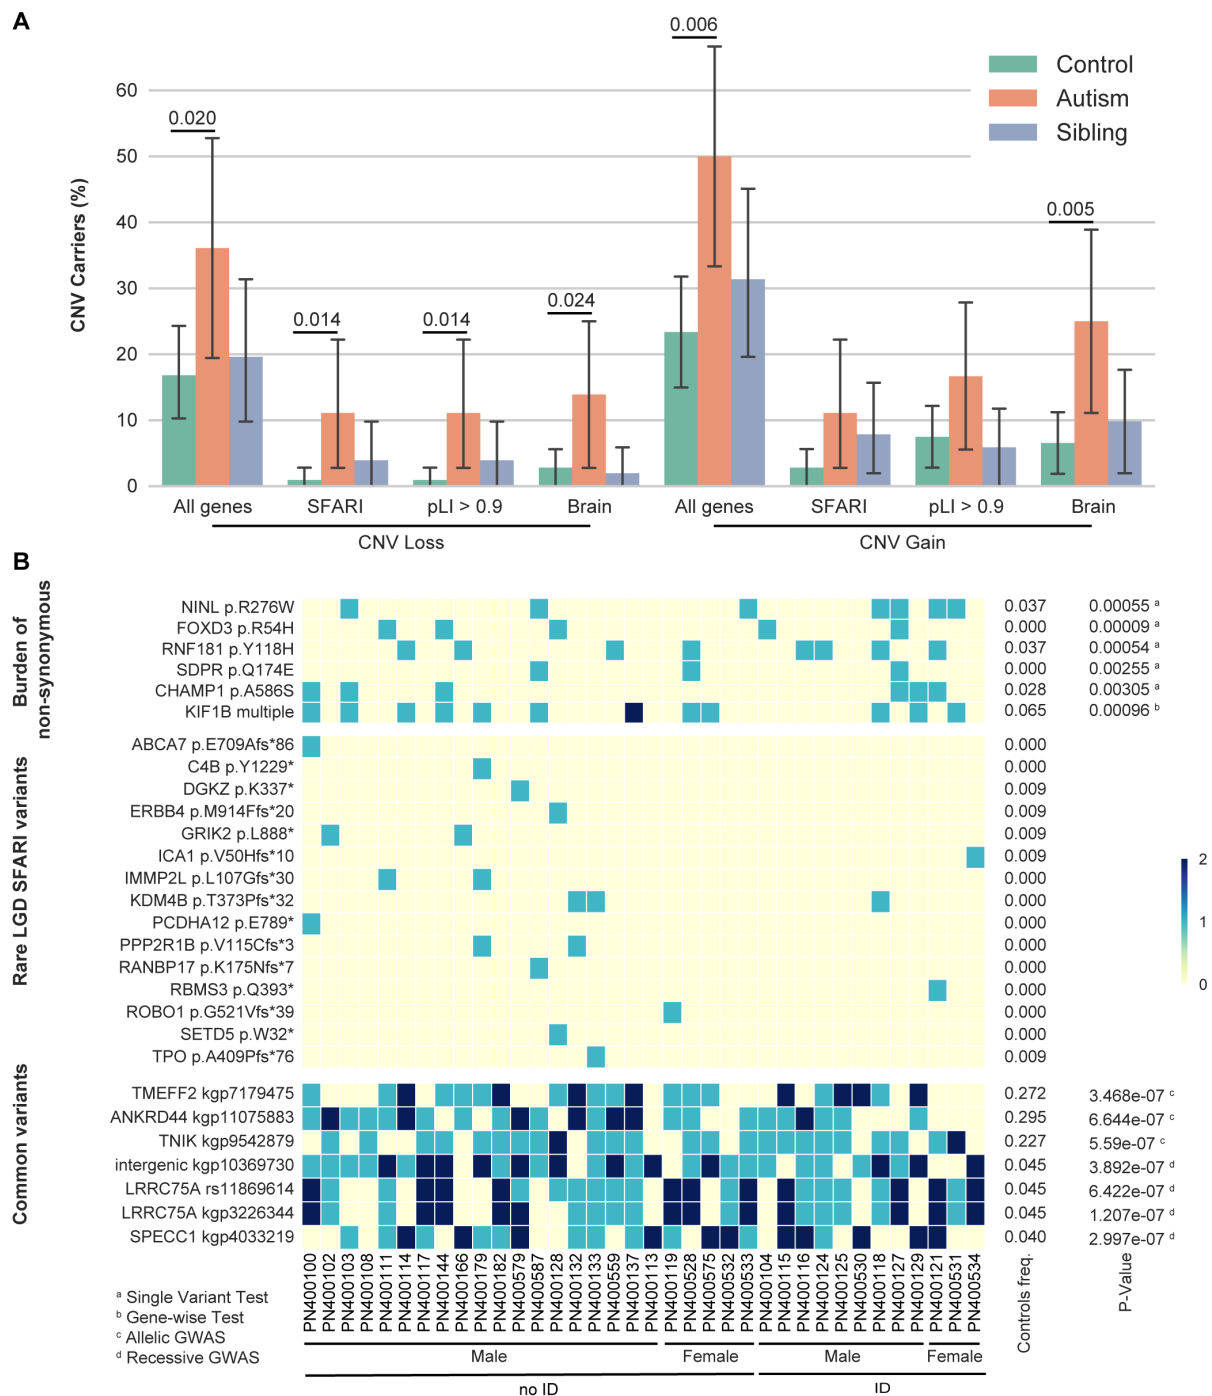 A
0.006
Control
Autism
Sibling
60
0.020
50
0.005
40
CNV Carriers (%)
30
0.014
0.014
0.024
20
10
0
All genes
SFARI
pLI > 0.9
Brain
All genes
SFARI
pLI > 0.9
Brain
CNV Loss
CNV Gain
B
Burden of
non-synonymous
NINL p.R276W 0.037 0.00055 a
FOXD3 p.R54H 0.000 0.00009 a
RNF181 p.Y118H 0.037 0.00054 a
SDPR p.Q174E 0.000 0.00255 a
CHAMP1 p.A586S 0.028 0.00305 a
KIF1B multiple 0.065 0.00096 b
Rare LGD SFARI variants
ABCA7 p.E709Afs*86 0.000
C4B p.Y1229* 0.000
DGKZ p.K337* 0.009
ERBB4 p.M914Ffs*20 0.009
GRIK2 p.L888* 0.009
ICA1 p.V50Hfs*10 0.009
IMMP2L p.L107Gfs*30 0.000
KDM4B p.T373Pfs*32 0.000
PCDHA12 p.E789* 0.000
PPP2R1B p.V115Cfs*3 0.000
RANBP17 p.K175Nfs*7 0.000
RBMS3 p.Q393* 0.000
ROBO1 p.G521Vfs*39 0.000
SETD5 p.W32* 0.000
TPO p.A409Pfs*76 0.009
2
1
0
Common variants
TMEFF2 kgp7179475 0.272 3.468e-07 c
ANKRD44 kgp11075883 0.295 6.644e-07 c
TNIK kgp9542879 0.227 5.59e-07 c
intergenic kgp10369730 0.045 3.892e-07 d
LRRC75A rs11869614 0.045 6.422e-07 d
LRRC75A kgp3226344 0.045 1.207e-07 d
SPECC1 kgp4033219 0.040 2.997e-07 d
PN400100
PN400102
PN400103
PN400108
PN400111
PN400114
PN400117
PN400144
PN400166
PN400179
PN400182
PN400579
PN400587
PN400128
PN400132
PN400133
PN400559
PN400137
PN400113
PN400119
PN400528
PN400575
PN400532
PN400533
PN400104
PN400115
PN400116
PN400124
PN400125
PN400530
PN400118
PN400127
PN400129
PN400121
PN400531
PN400534
Controls freq.
P-Value
a Single Variant Test
b Gene-wise Test
c Allelic GWAS
d Recessive GWAS
Male
Female
Male
Female
no ID
ID